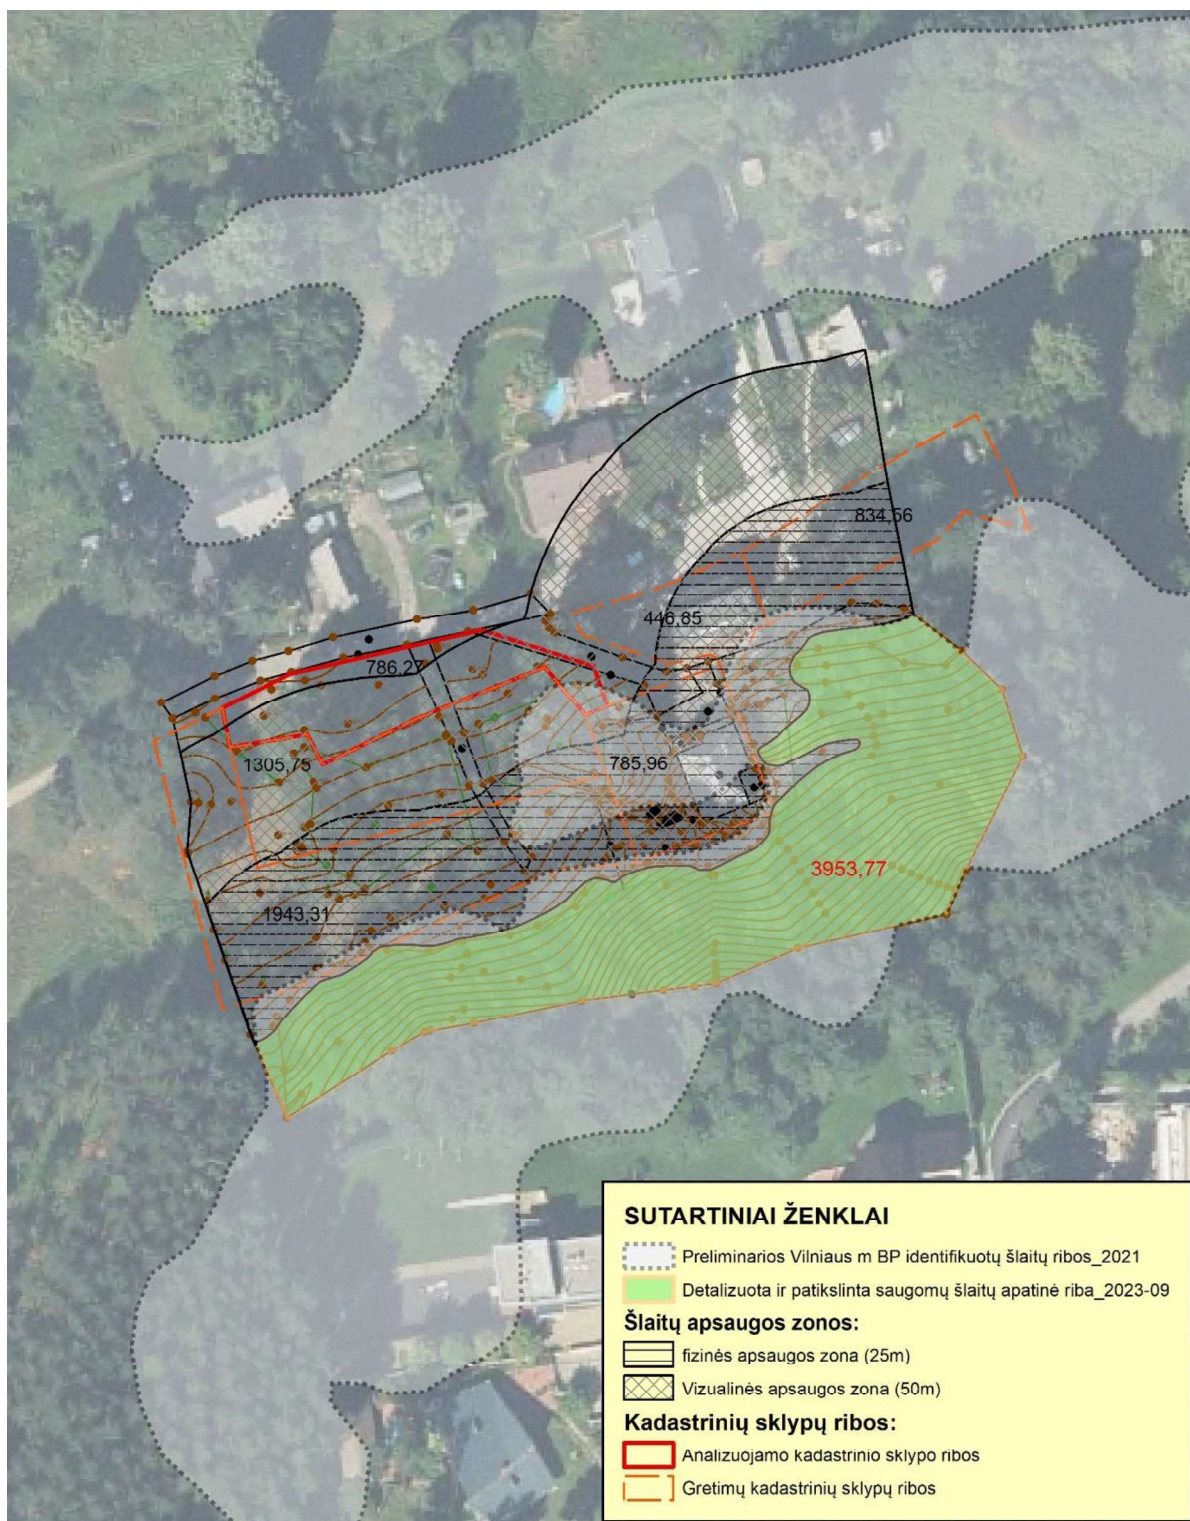 834,56
446,85
786,27
1305,75
785,96
3953,77
1943,31
SUTARTINIAI ŽENKLAI
Preliminarios Vilniaus m BP identifikuotų šlaitų ribos_2021
Detalizuota ir patikslinta saugomų šlaitų apatinė riba_2023-09
Šlaitų apsaugos zonos:
fizinės apsaugos zona (25m)
Vizualinės apsaugos zona (50m)
Kadastrinių sklypų ribos:
Analizuojamo kadastrinio sklypo ribos
Gretimų kadastrinių sklypų ribos